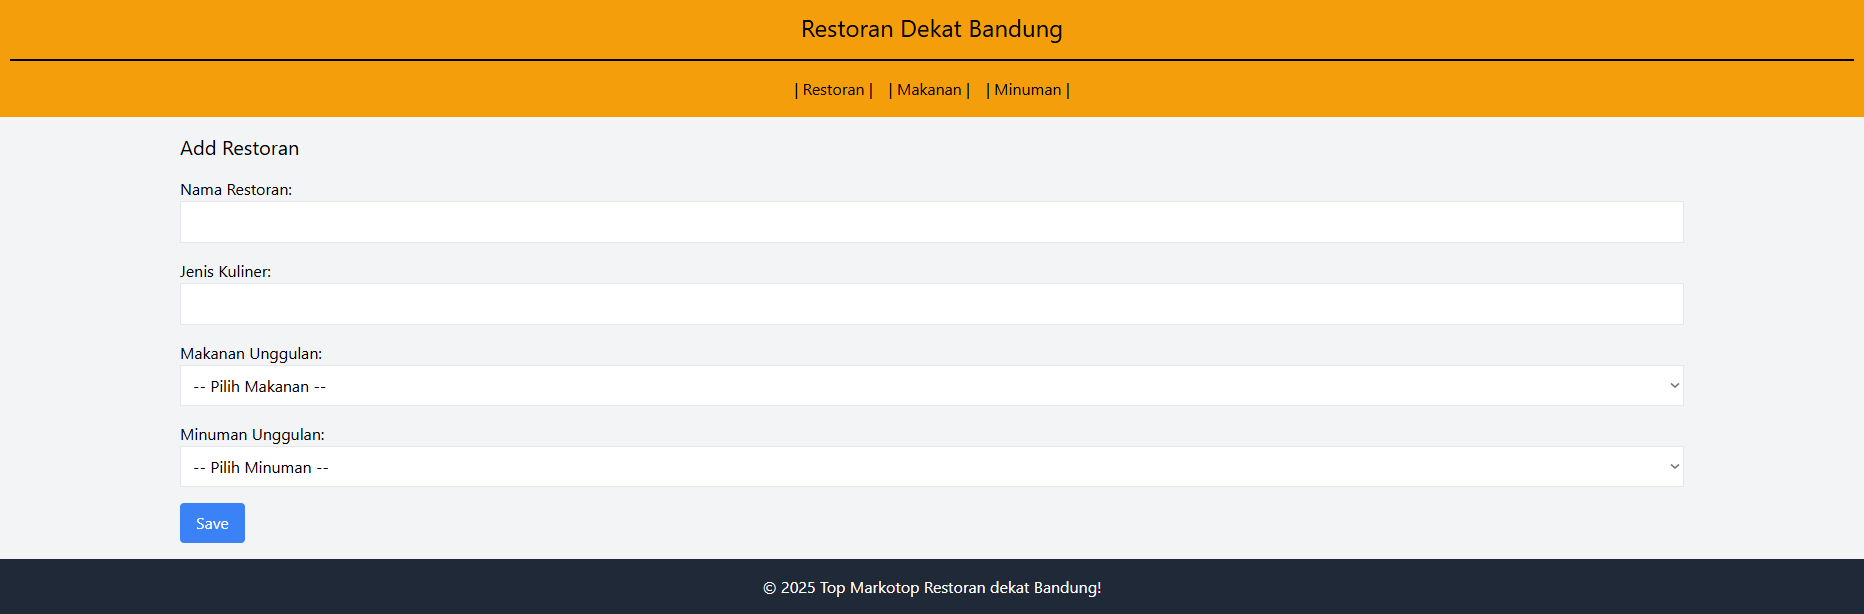 Restoran Dekat Bandung
| Restoran | | Makanan | | Minuman |
Add Restoran
Nama Restoran:
Jenis Kuliner:
Makanan Unggulan:
-- Pilih Makanan --
Minuman Unggulan:
-- Pilih Minuman --
Save
© 2025 Top Markotop Restoran dekat Bandung!